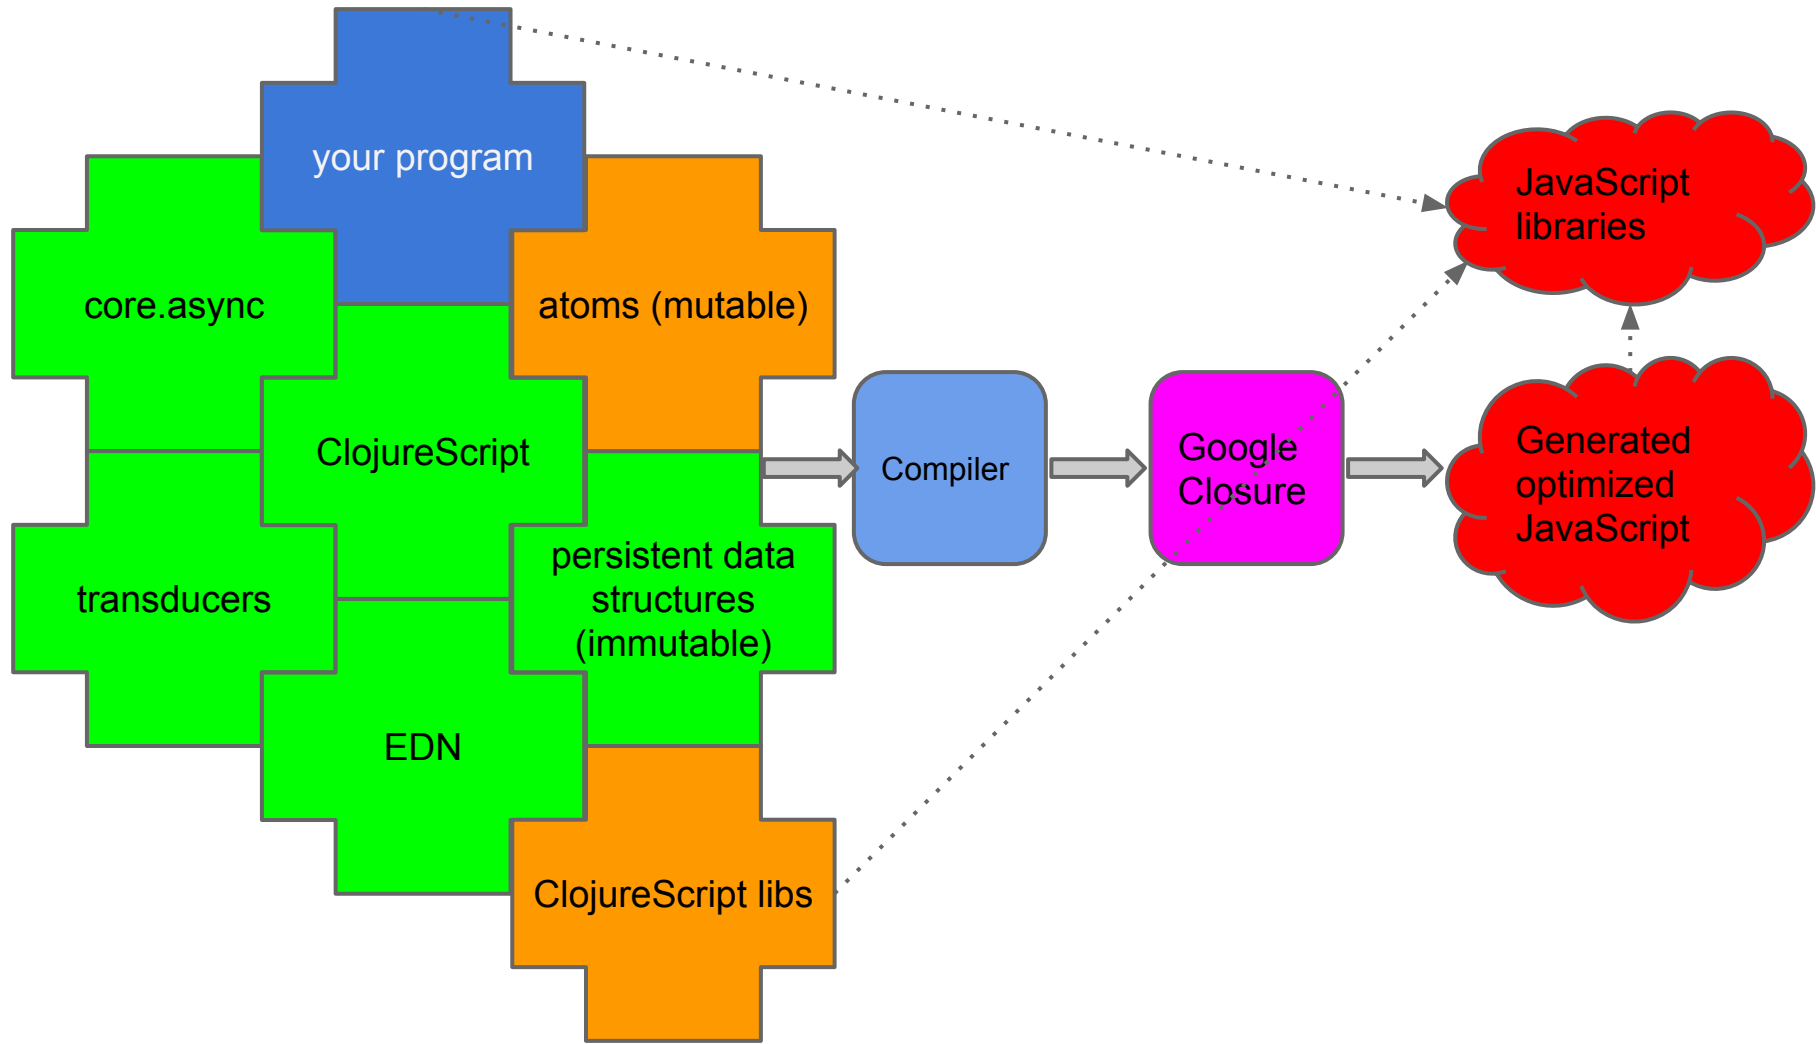 your program
core.async
atoms (mutable)
ClojureScript
transducers
persistent data
structures
(immutable)
EDN
ClojureScript libs
Compiler
Google
Closure
JavaScript
libraries
Generated
optimized
JavaScript